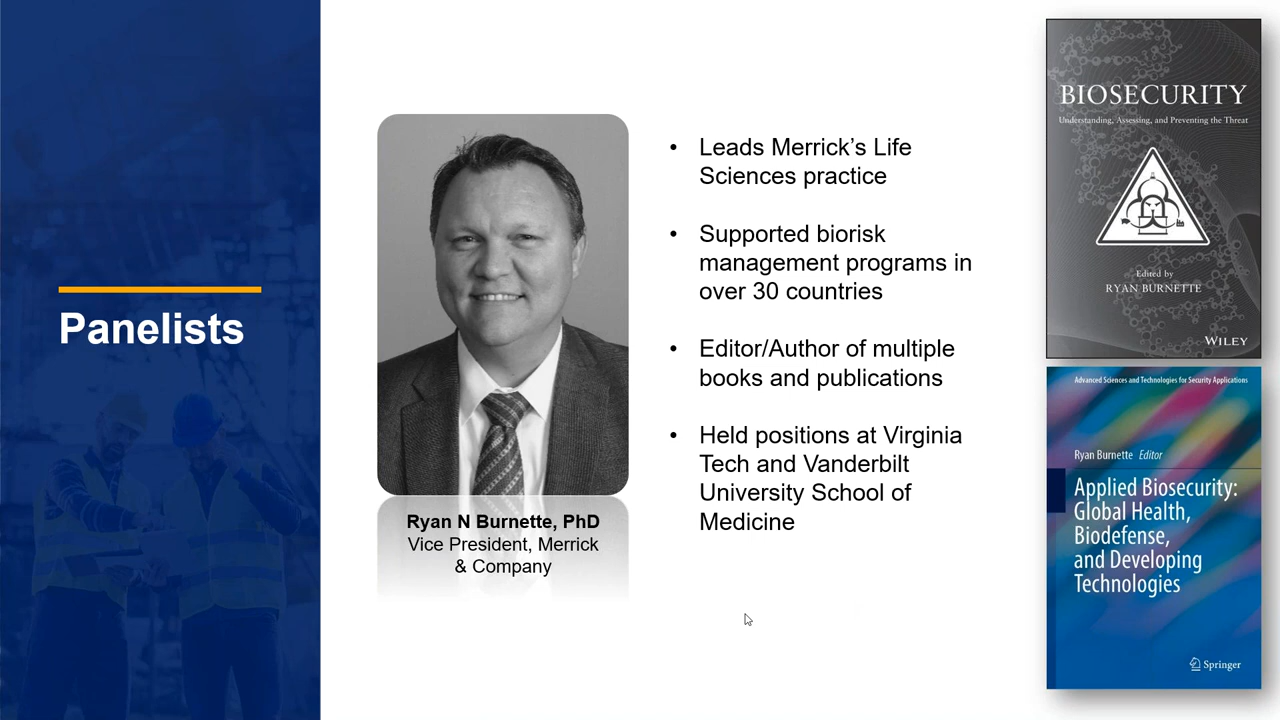 Panelists
Ryan N Burnette, PhD
Vice President, Merrick
& Company
• Leads Merrick’s Life
Sciences practice
• Supported biorisk
management programs in
over 30 countries
• Editor/Author of multiple
books and publications
• Held positions at Virginia
Tech and Vanderbilt
University School of
Medicine
BIOSECURITY
Understanding, Assessing, and Preventing the Threat
Edited by
RYAN BURNETTE
WILEY
Advanced Sciences and Technologies for Security Applications
Ryan Burnette Editor
Applied Biosecurity:
Global Health,
Biodefense,
and Developing
Technologies
Springer